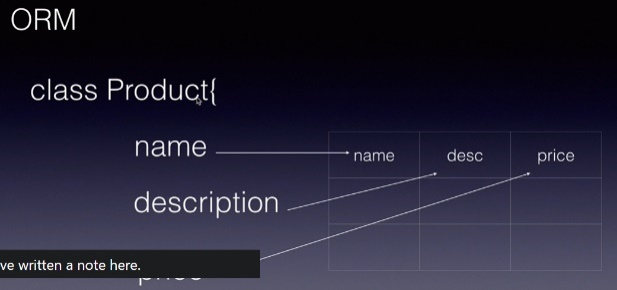 ORM
class Product{
name
name desc price
description
ve written a note here.